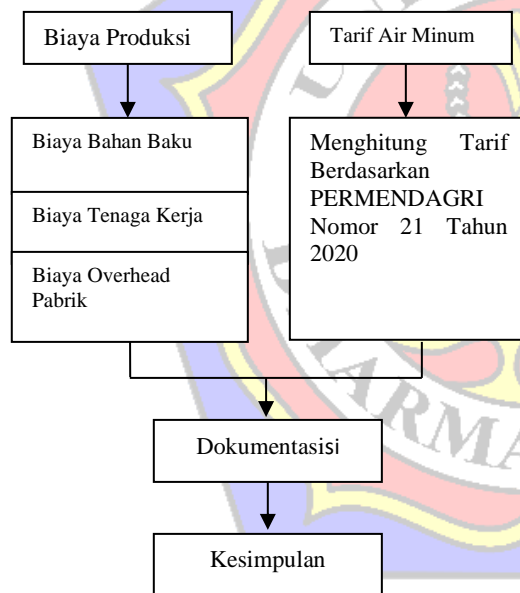 Biaya Produksi
Tarif Air Minum
Biaya Bahan Baku
Biaya Tenaga Kerja
Biaya Overhead
Pabrik
Menghitung Tarif
Berdasarkan
PERMENDAGRI
Nomor 21 Tahun
2020
Dokumentasisi
Kesimpulan